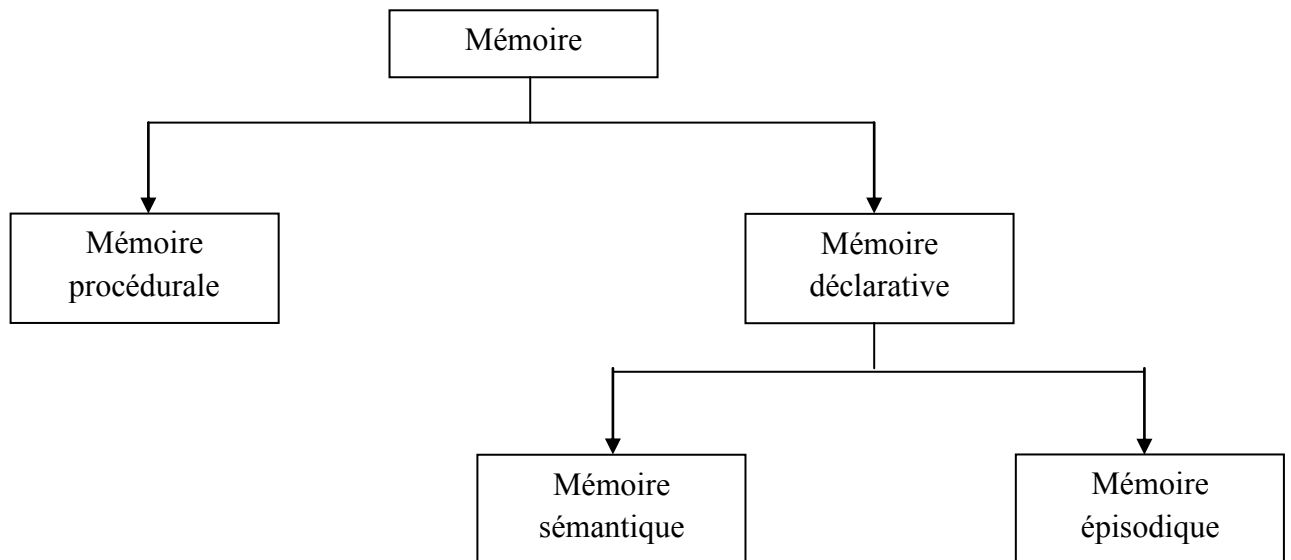 Mémoire
Mémoire
procédurale
Mémoire
déclarative
Mémoire
sémantique
Mémoire
épisodique